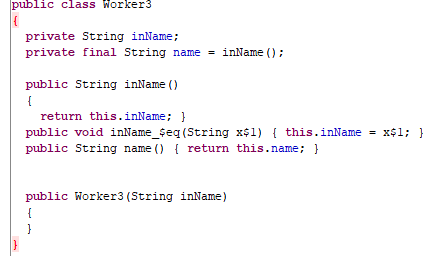 public class Worker3
{
private String inName;
private final String name = inName();
public String inName()
{
return this.inName; }
public void inName_$eq(String x$1) { this.inName = x$1; }
public String name() { return this.name; }
public Worker3(String inName)
{
}
}